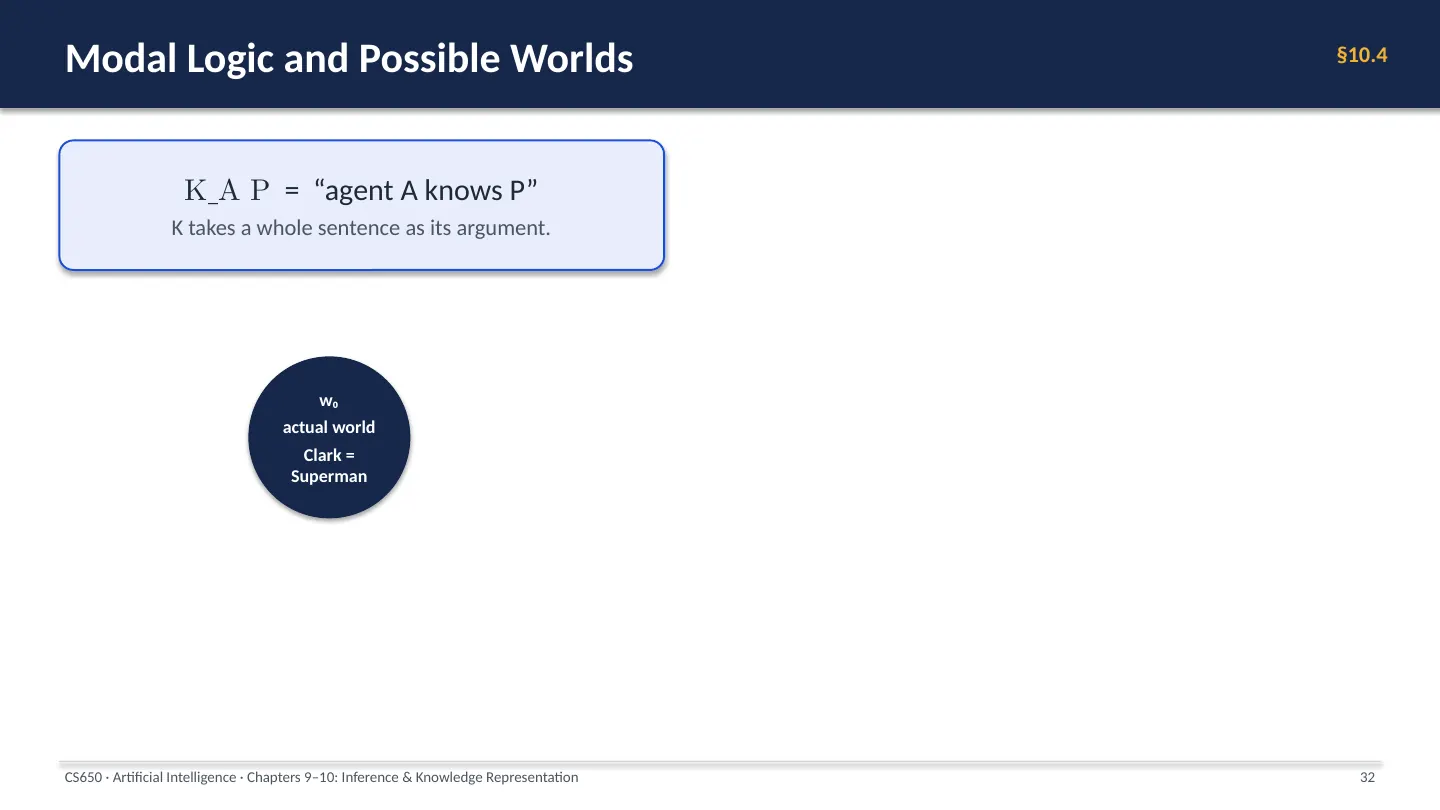 Modal Logic and Possible Worlds
§10.4
K_A P = “agent A knows P”
K takes a whole sentence as its argument.
w₀
actual world
Clark =
Superman
CS650 · Artificial Intelligence · Chapters 9–10: Inference & Knowledge Representation
32